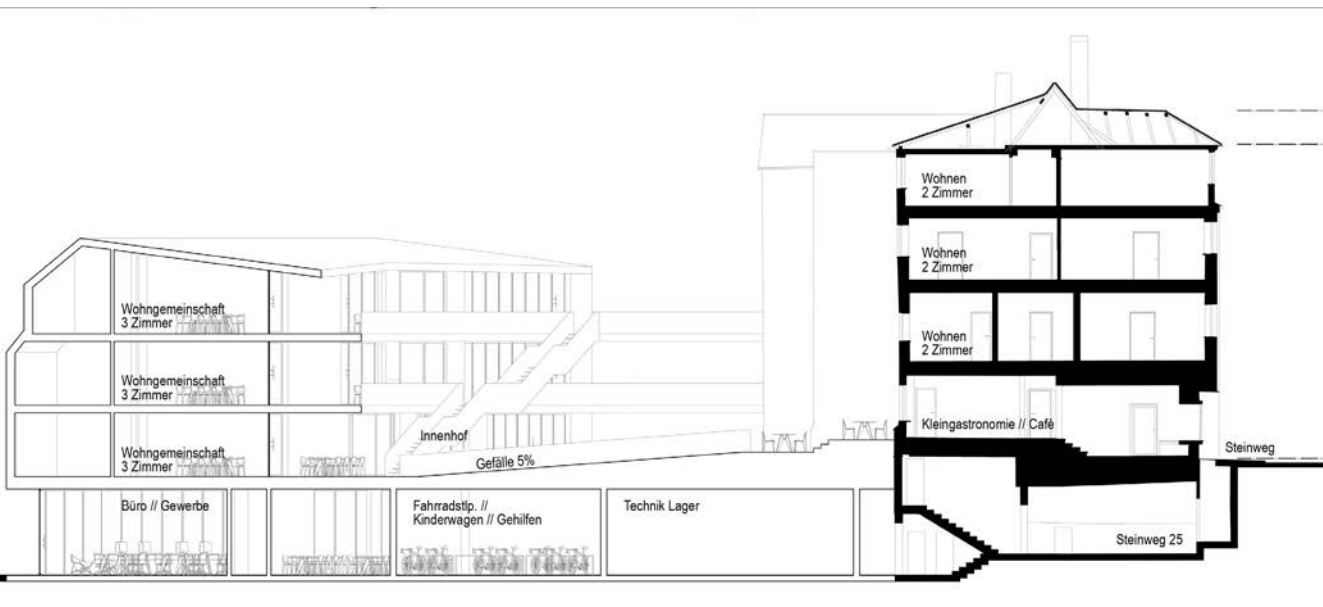 Wohnen
2 Zimmer
Wohnen
2 Zimmer
Wohngemeinschaft
3 Zimmer
Wohnen
2 Zimmer
Wohngemeinschaft
3 Zimmer
Kleingastronomie // Café
Innenhof
Steinweg
Wohngemeinschaft
3 Zimmer
Gefälle 5%
Büro // Gewerbe
Fahrradstlp. //
Kinderwagen // Gehilfen
Technik Lager
Steinweg 25